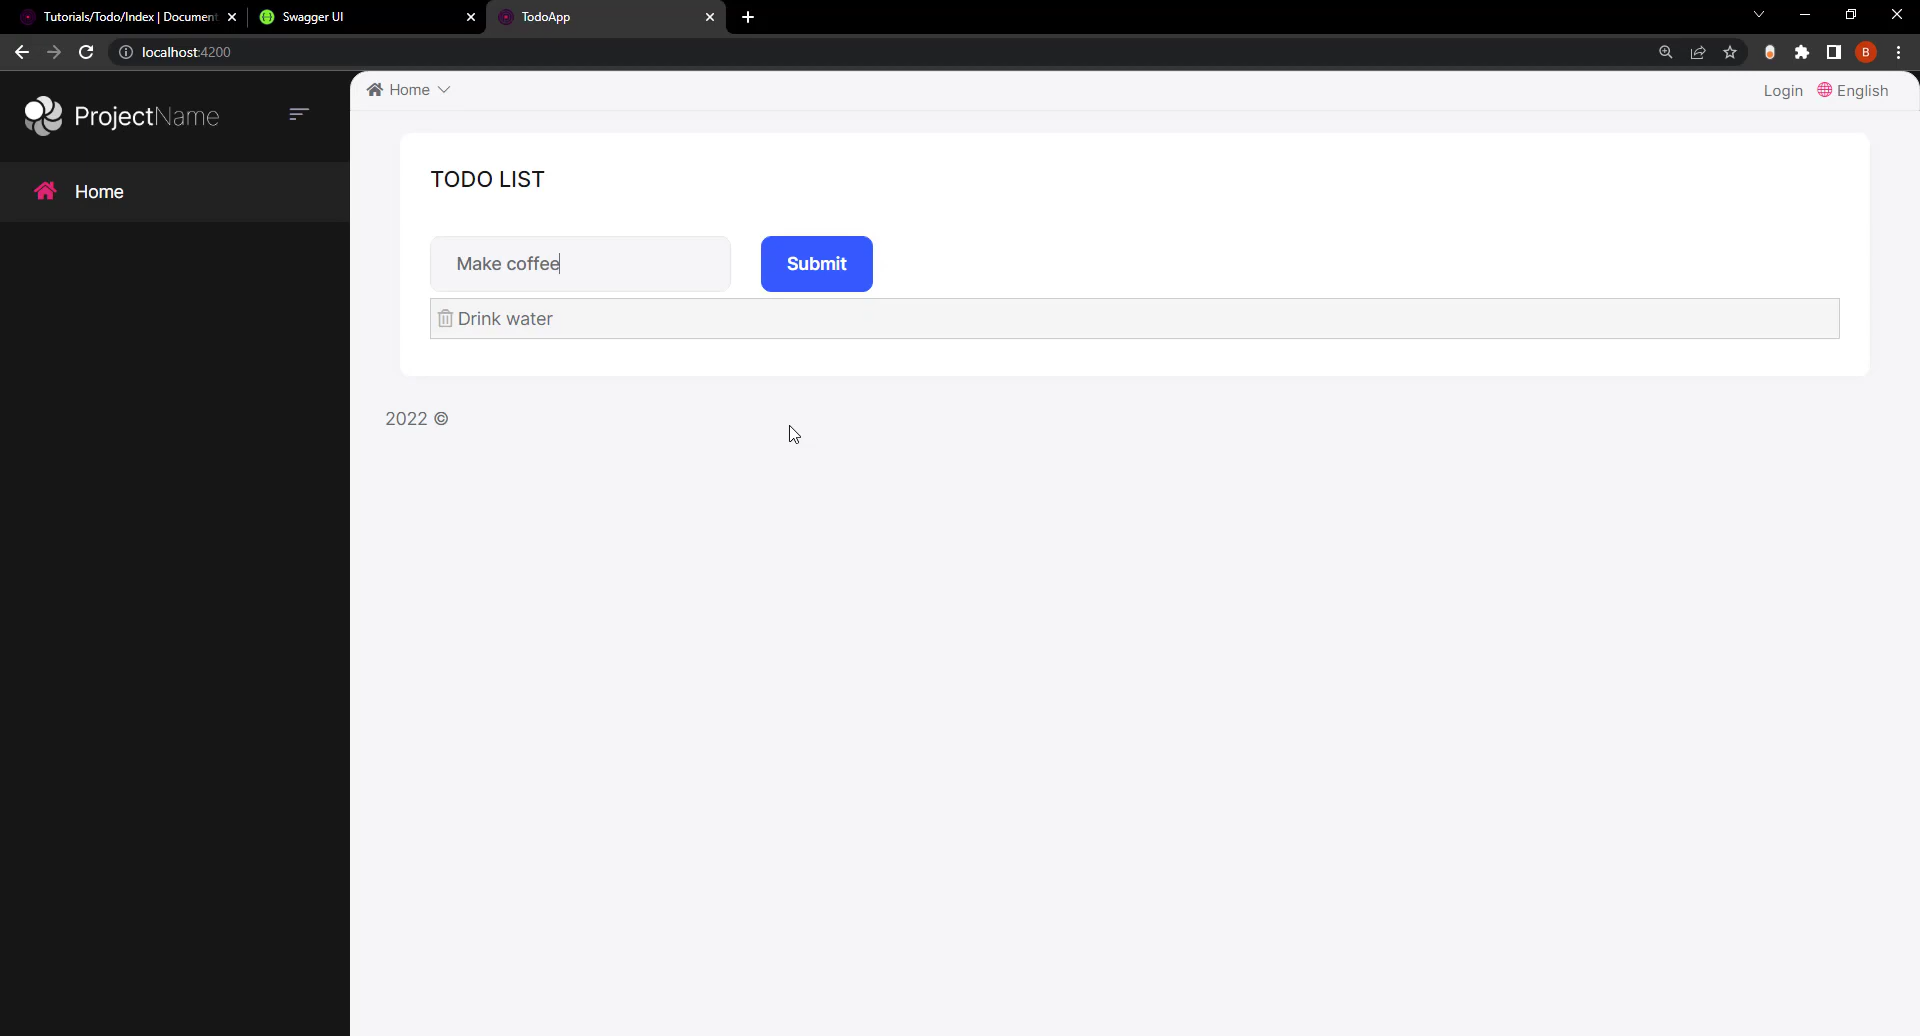 Tutorials/Todo/Index | Document
Swagger UI
TodoApp
localhost:4200
B
ProjectName
Home
Login
English
Home
TODO LIST
Make coffee
Submit
Drink water
2022 ©